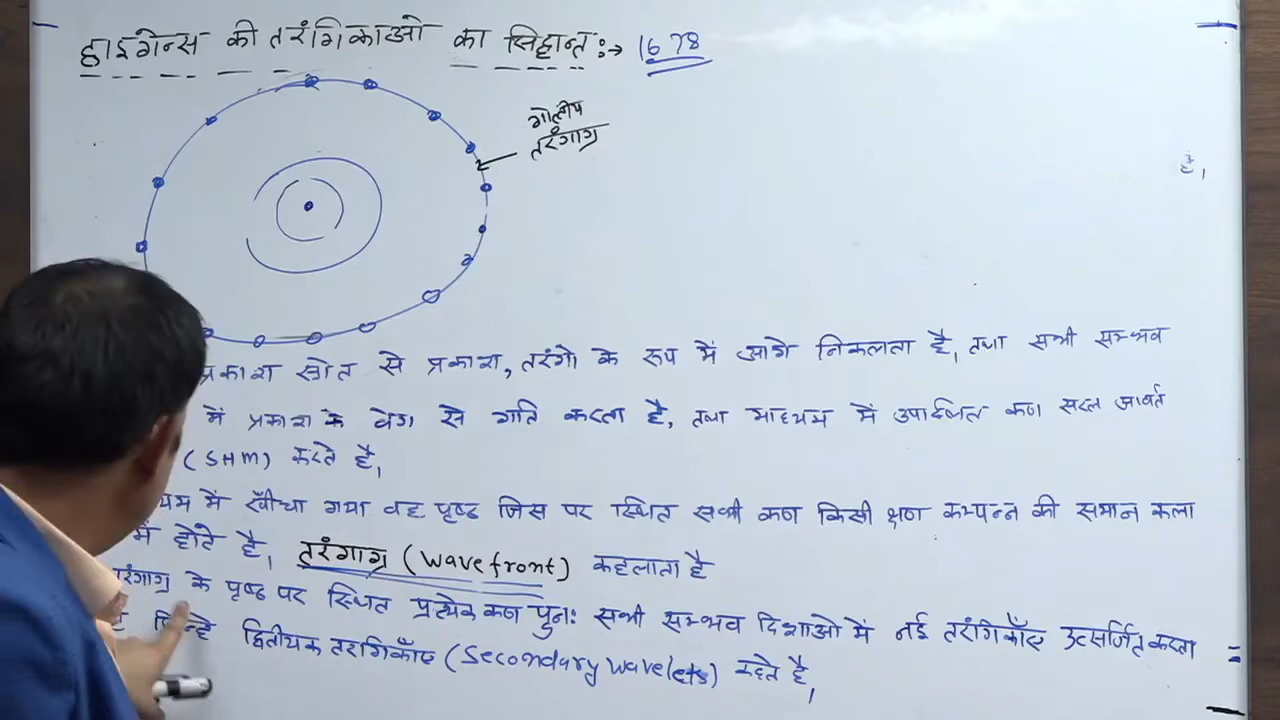 हाइगेन्स की तरंगिकाओ का सिद्धान्त :→ 1678
गोलीय
तरंगाग्र
है,
प्रकाश स्रोत से प्रकाश, तरंगो के रूप में आगे निकलता है, तथा सभी सम्भव
में प्रकाश के वेग से गति करता है, तथा माध्यम में उपस्थित कण सरल आवर्त
(SHM) करते है,
में खींचा गया वह पृष्ठ जिस पर स्थित सभी कण किसी क्षण कम्पन्न की समान कला
में होते है, तरंगाग्र (Wavefront) कहलाता है
तरंगाग्र के पृष्ठ पर स्थित प्रत्येक कण पुनः सभी सम्भव दिशाओ में नई तरंगिकाँए उत्सर्जित करता
जिन्हे द्वितीयक तरंगिकाँए (Secondary wavelets) कहते है,